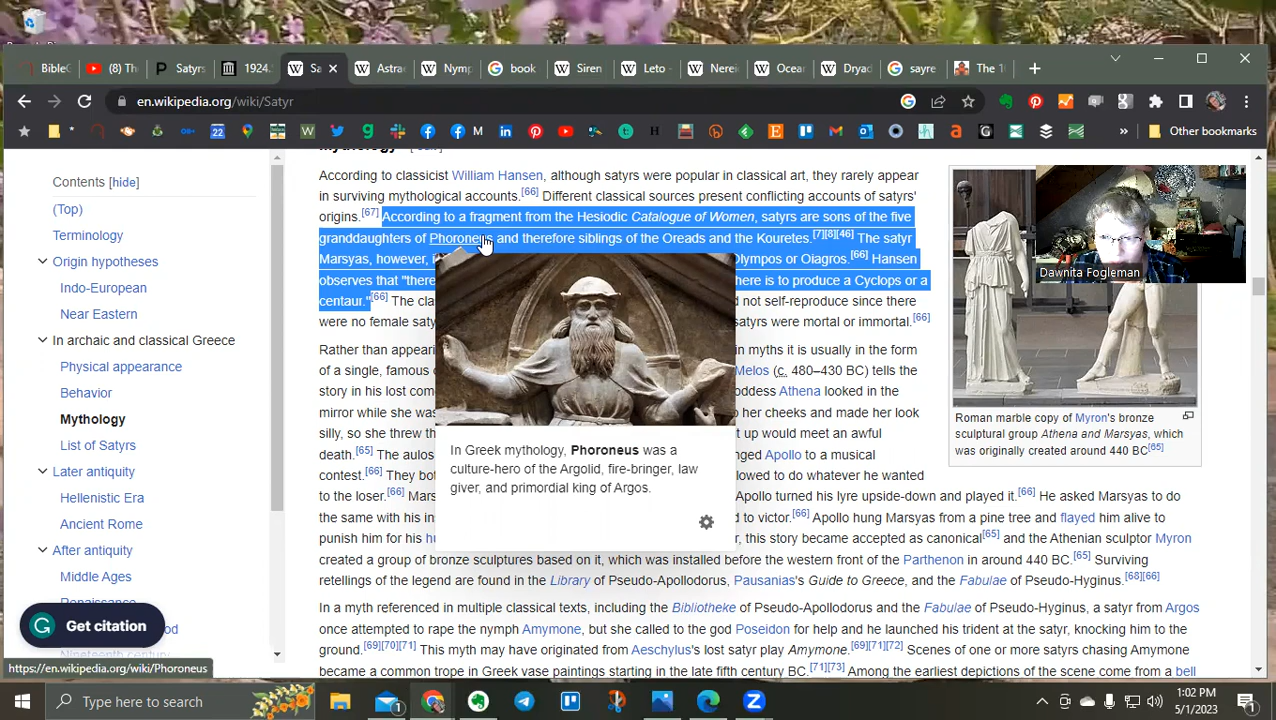 BibleC
(8) Th
Satyrs
1924.
Sa
Astrac
Nymp
book
Siren
Leto -
Nereid
Ocear
Dryad
sayre
The 1(
en.wikipedia.org/wiki/Satyr
M
Other bookmarks
Contents [hide]
(Top)
Terminology
Origin hypotheses
Indo-European
Near Eastern
In archaic and classical Greece
Physical appearance
Behavior
Mythology
List of Satyrs
Later antiquity
Hellenistic Era
Ancient Rome
After antiquity
Middle Ages
Get citation
https://en.wikipedia.org/wiki/Phoroneus
According to classicist William Hansen, although satyrs were popular in classical art, they rarely appear
in surviving mythological accounts.[66] Different classical sources present conflicting accounts of satyrs'
origins.[67] According to a fragment from the Hesiodic Catalogue of Women, satyrs are sons of the five
granddaughters of Phoroneus and therefore siblings of the Oreads and the Kouretes.[7][8][46] The satyr
Marsyas, however, Olympos or Oiagros.[66] Hansen
observes that "there here is to produce a Cyclops or a
centaur."[66] The cla d not self-reproduce since there
were no female saty satyrs were mortal or immortal.[66]
Rather than appeari in myths it is usually in the form
of a single, famous Melos (c. 480–430 BC) tells the
story in his lost com oddess Athena looked in the
mirror while she wa o her cheeks and made her look
silly, so she threw th t up would meet an awful
death.[65] The aulos nged Apollo to a musical
contest.[66] They bot lowed to do whatever he wanted
to the loser.[66] Mars Apollo turned his lyre upside-down and played it.[66] He asked Marsyas to do
the same with his ins d to victor.[66] Apollo hung Marsyas from a pine tree and flayed him alive to
punish him for his hu r, this story became accepted as canonical[65] and the Athenian sculptor Myron
created a group of bronze sculptures based on it, which was installed before the western front of the Parthenon in around 440 BC.[65] Surviving
retellings of the legend are found in the Library of Pseudo-Apollodorus, Pausanias's Guide to Greece, and the Fabulae of Pseudo-Hyginus.[68][66]
In a myth referenced in multiple classical texts, including the Bibliotheke of Pseudo-Apollodorus and the Fabulae of Pseudo-Hyginus, a satyr from Argos
once attempted to rape the nymph Amymone, but she called to the god Poseidon for help and he launched his trident at the satyr, knocking him to the
ground.[69][70][71] This myth may have originated from Aeschylus's lost satyr play Amymone.[69][71][72] Scenes of one or more satyrs chasing Amymone
became a common trope in Greek vase paintings starting in the late fifth century BC.[71][73] Among the earliest depictions of the scene come from a bell
In Greek mythology, Phoroneus was a
culture-hero of the Argolid, fire-bringer, law
giver, and primordial king of Argos.
Dawnita Fogleman
Roman marble copy of Myron's bronze
sculptural group Athena and Marsyas, which
was originally created around 440 BC[65]
Type here to search
1:02 PM
5/1/2023